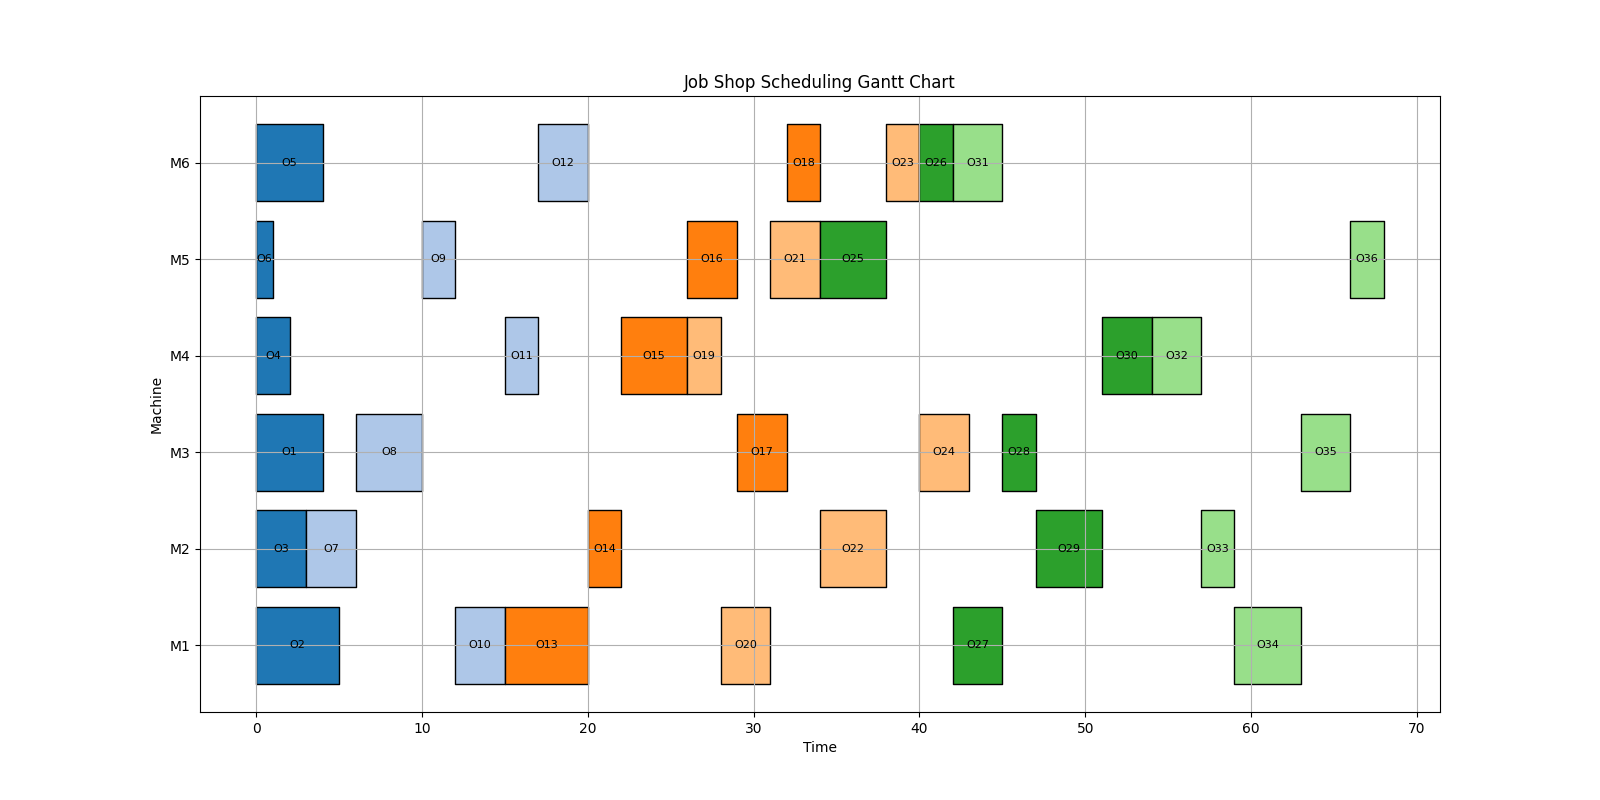 Job Shop Scheduling Gantt Chart
M6 O5 O12 O18 O23 O26 O31
M5 O6 O9 O16 O21 O25 O36
M4 O4 O11 O15 O19 O30 O32
M3 O1 O8 O17 O24 O28 O35
M2 O3 O7 O14 O22 O29 O33
M1 O2 O10 O13 O20 O27 O34
Machine
0 10 20 30 40 50 60 70
Time